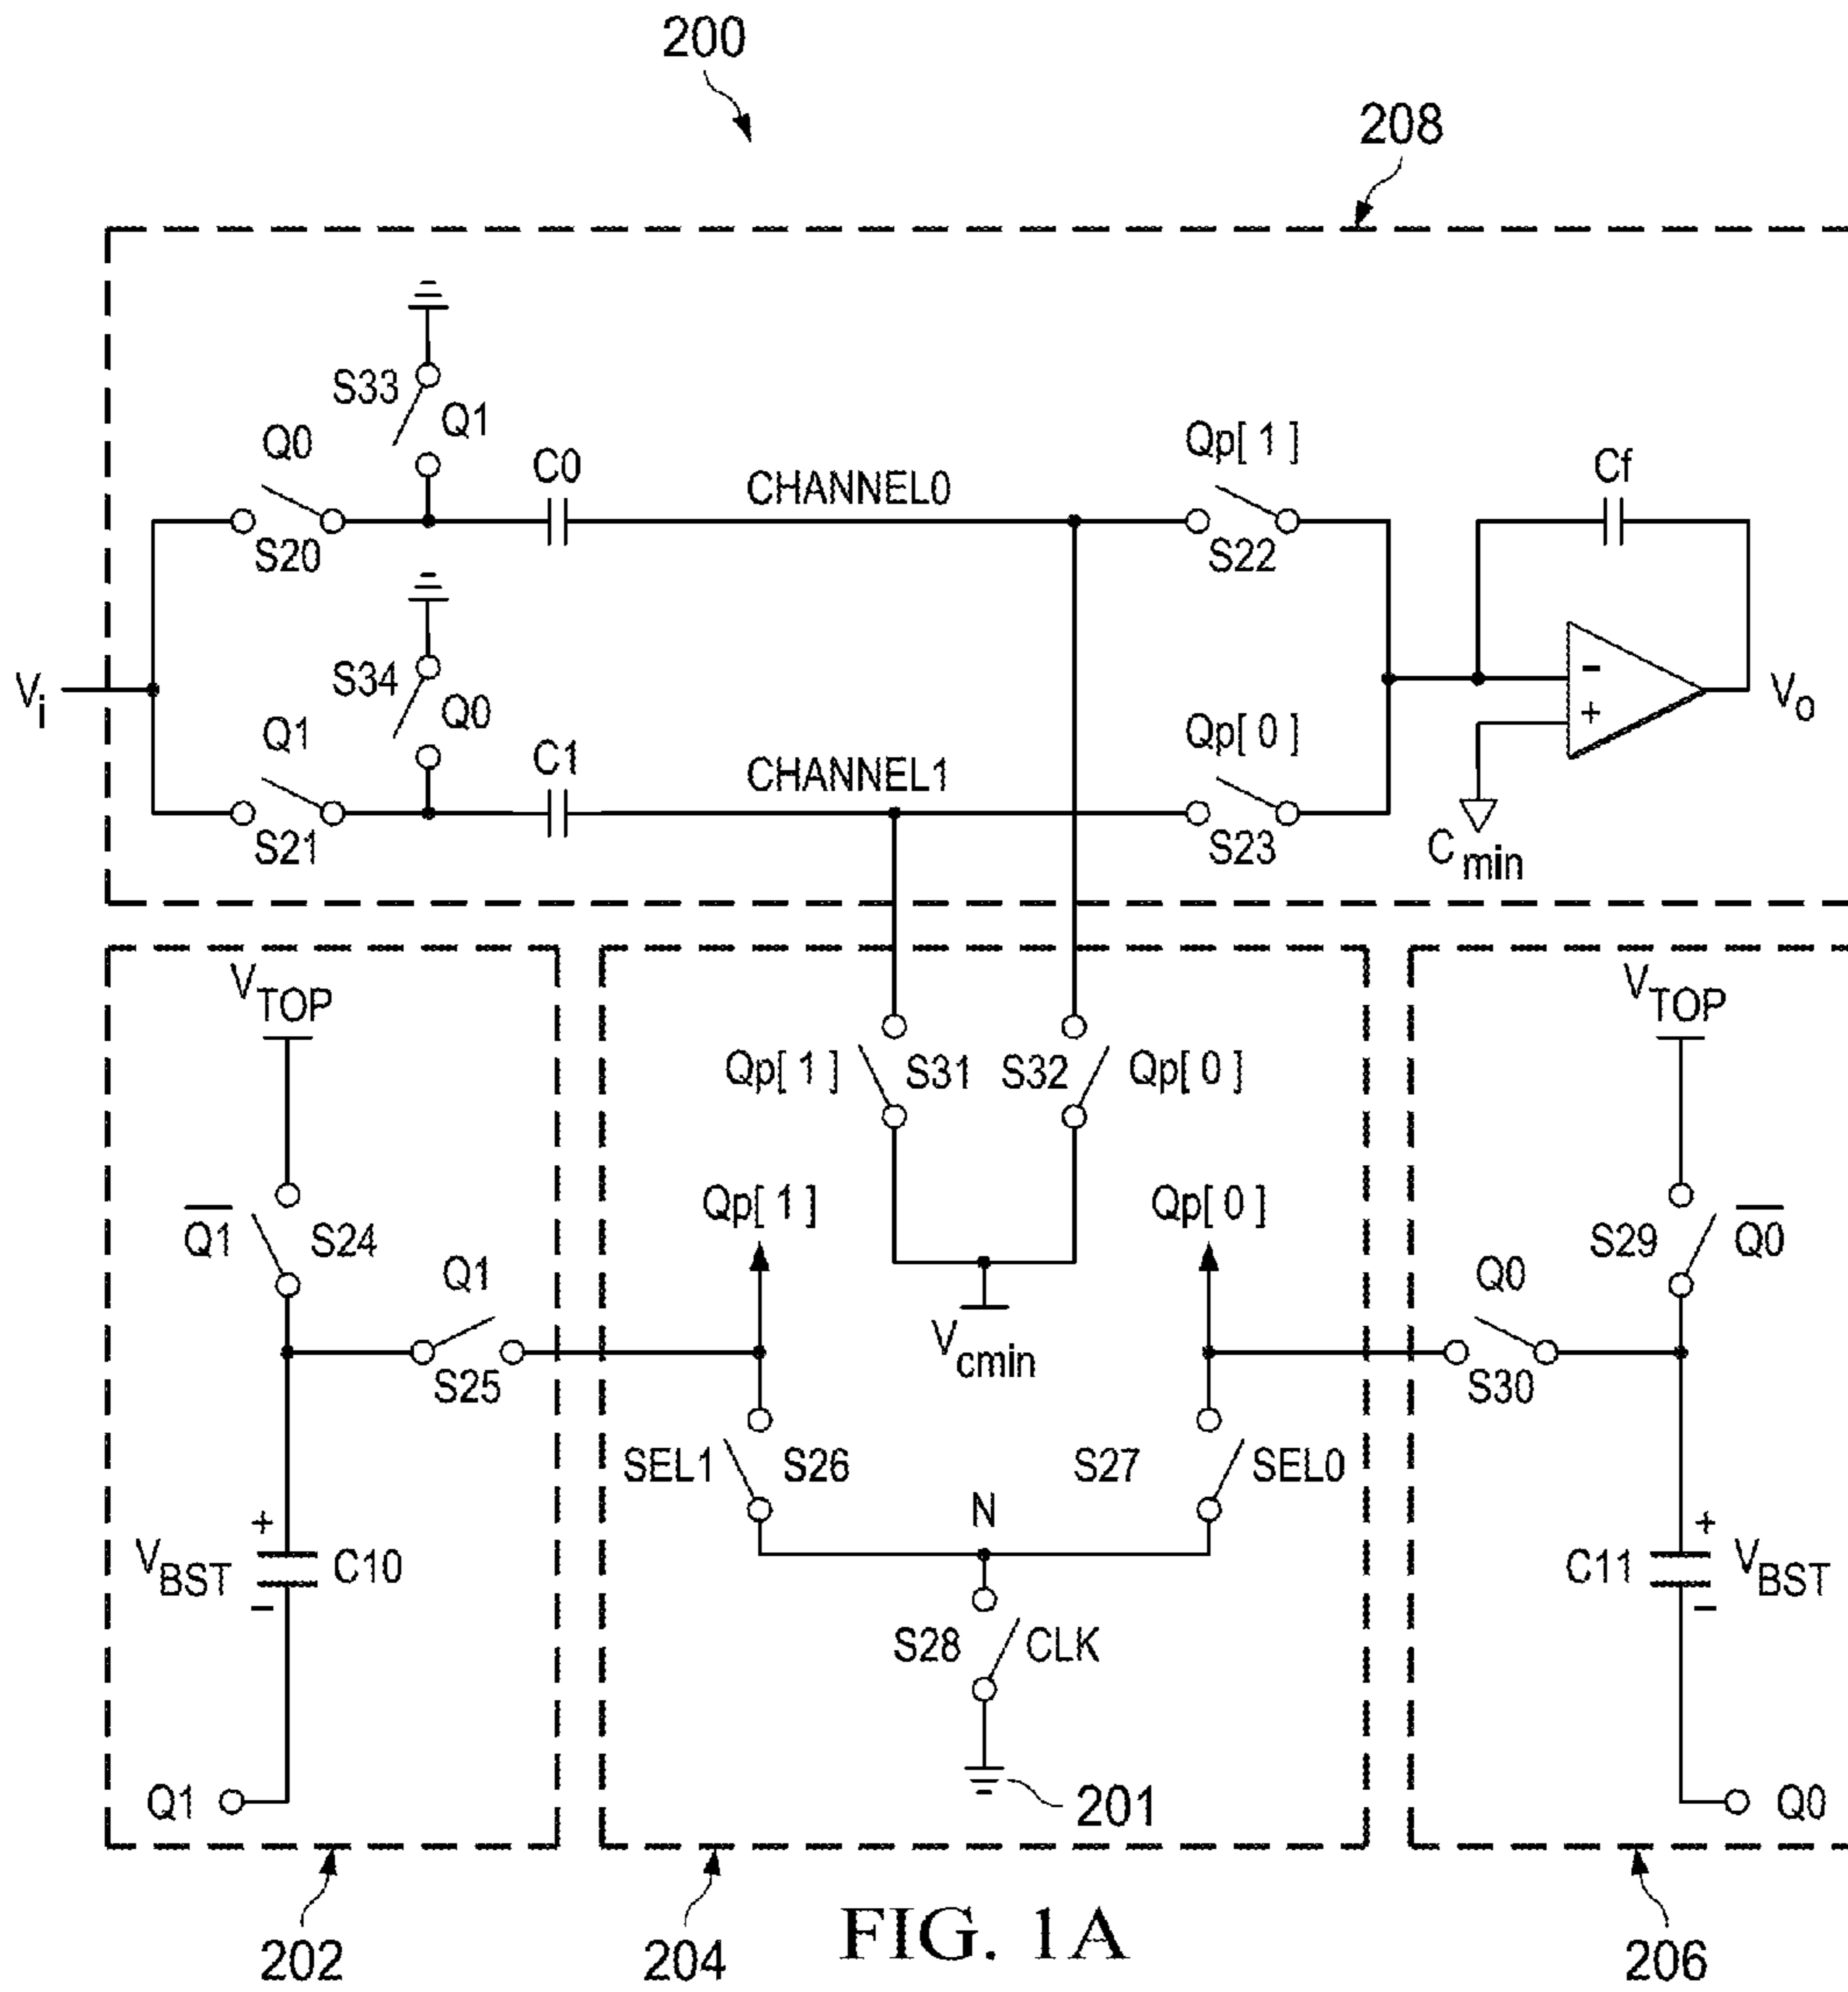 200
208
S33
Q1
Q0
C0
CHANNEL0
Qp[ 1 ]
Cf
S20
S22
S34
Q0
Vi
Q1
C1
CHANNEL1
Qp[ 0 ]
-
+
Vo
S21
S23
Cmin
VTOP
VTOP
Qp[ 1 ]
S31
S32
Qp[ 0 ]
Q1
S24
Q1
Qp[ 1 ]
Qp[ 0 ]
Q0
S29
Q0
S25
Vcmin
S30
SEL1
S26
S27
SEL0
N
+
VBST
C10
-
+
C11
VBST
-
S28
CLK
Q1
201
Q0
202
204
FIG. 1A
206